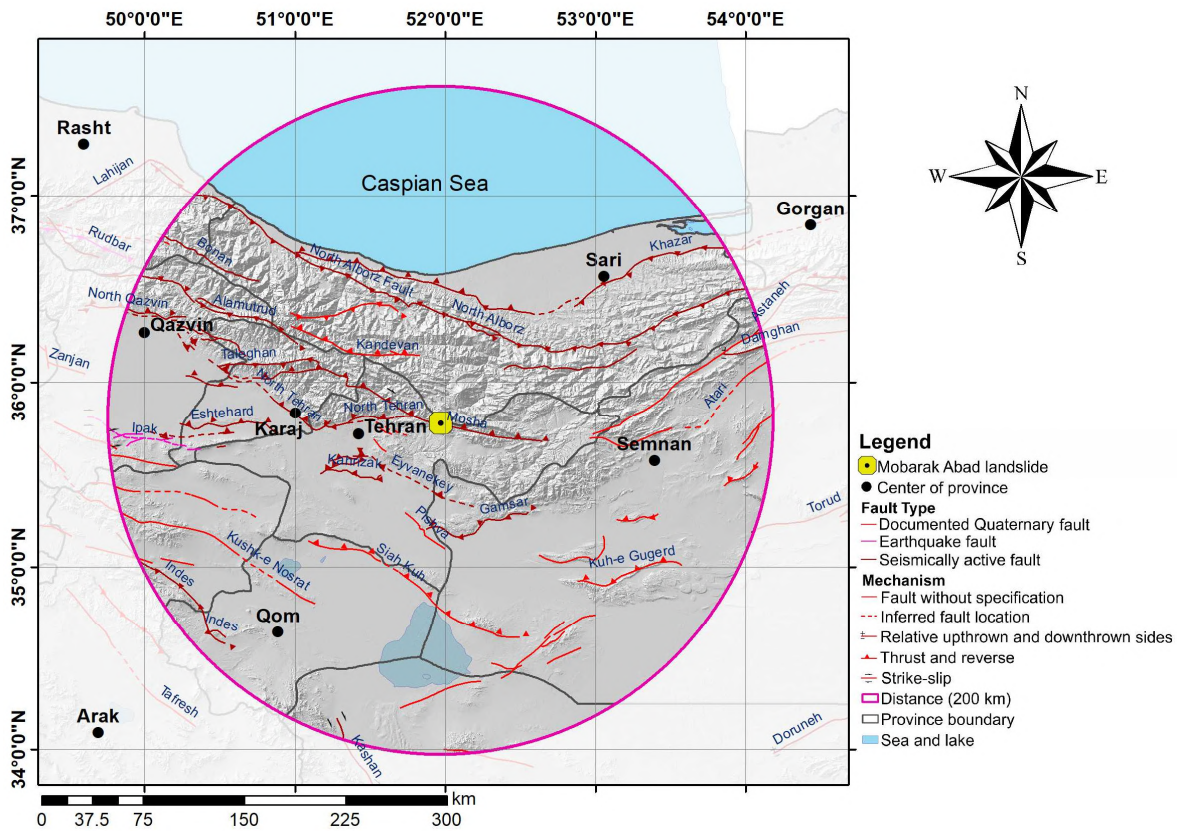 50°0'0"E
51°0'0"E
52°0'0"E
53°0'0"E
54°0'0"E
37°0'0"N
36°0'0"N
35°0'0"N
34°0'0"N
Rasht
Lahijan
Caspian Sea
Gorgan
Rudbar
Banan
North Alborz Fault
Khazar
Sari
North Qazvin
Alamutrud
North Alborz
Astaneh
Qazvin
Damghan
Zanjan
Taleghan
Kandevan
North Tehran
North Tehran
Mosha
Atari
Eshtehard
Ipak
Karaj
Tehran
Semnan
Kahrizak
Eyvanekey
Garmsar
Pishva
Torud
Kushk-e Nosrat
Siah Kuh
Kuh-e Gugerd
Indes
Indes
Qom
Tafresh
Arak
Kashan
Doruneh
N
W
E
S
Legend
Mobarak Abad landslide
Center of province
Fault Type
Documented Quaternary fault
Earthquake fault
Seismically active fault
Mechanism
Fault without specification
Inferred fault location
Relative upthrown and downthrown sides
Thrust and reverse
Strike-slip
Distance (200 km)
Province boundary
Sea and lake
km
0 37.5 75 150 225 300